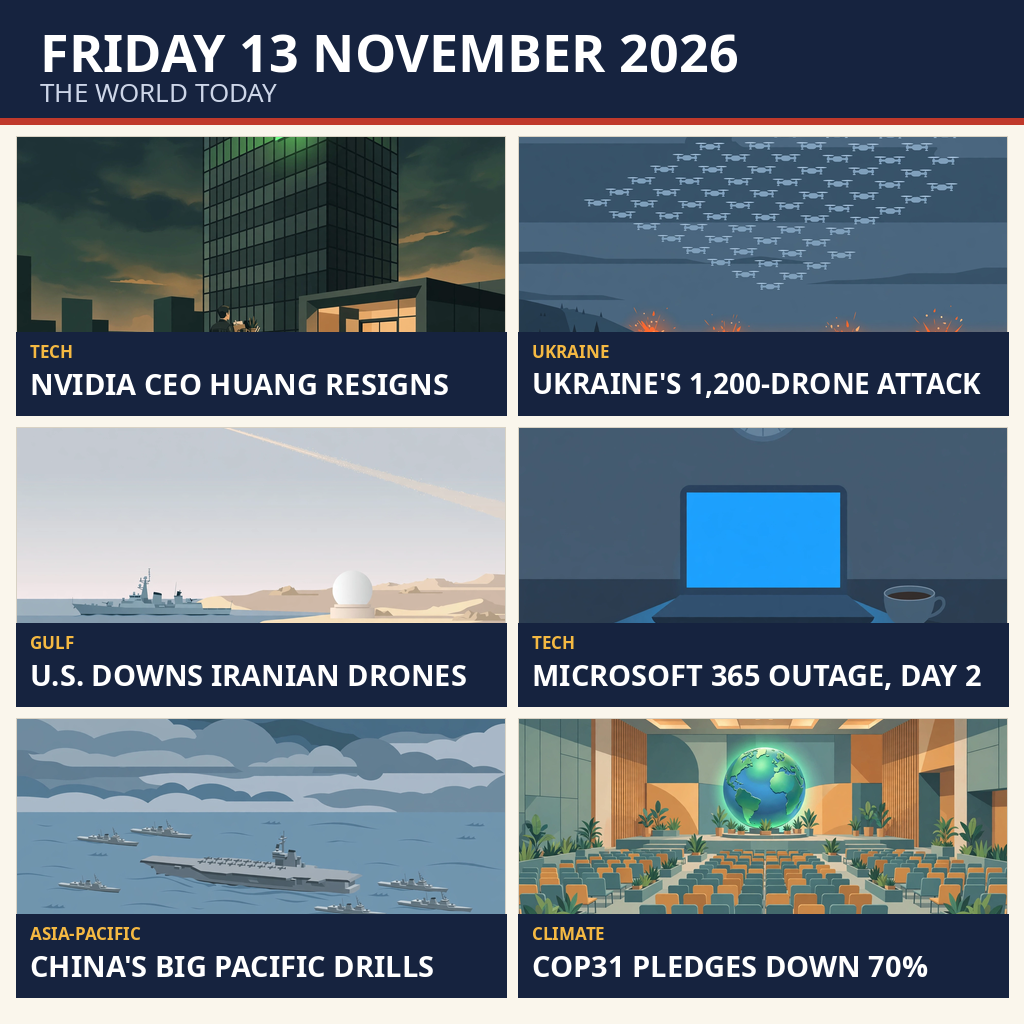 FRIDAY 13 NOVEMBER 2026
THE WORLD TODAY
TECH
NVIDIA CEO HUANG RESIGNS
UKRAINE
UKRAINE'S 1,200-DRONE ATTACK
GULF
U.S. DOWNS IRANIAN DRONES
TECH
MICROSOFT 365 OUTAGE, DAY 2
ASIA-PACIFIC
CHINA'S BIG PACIFIC DRILLS
CLIMATE
COP31 PLEDGES DOWN 70%